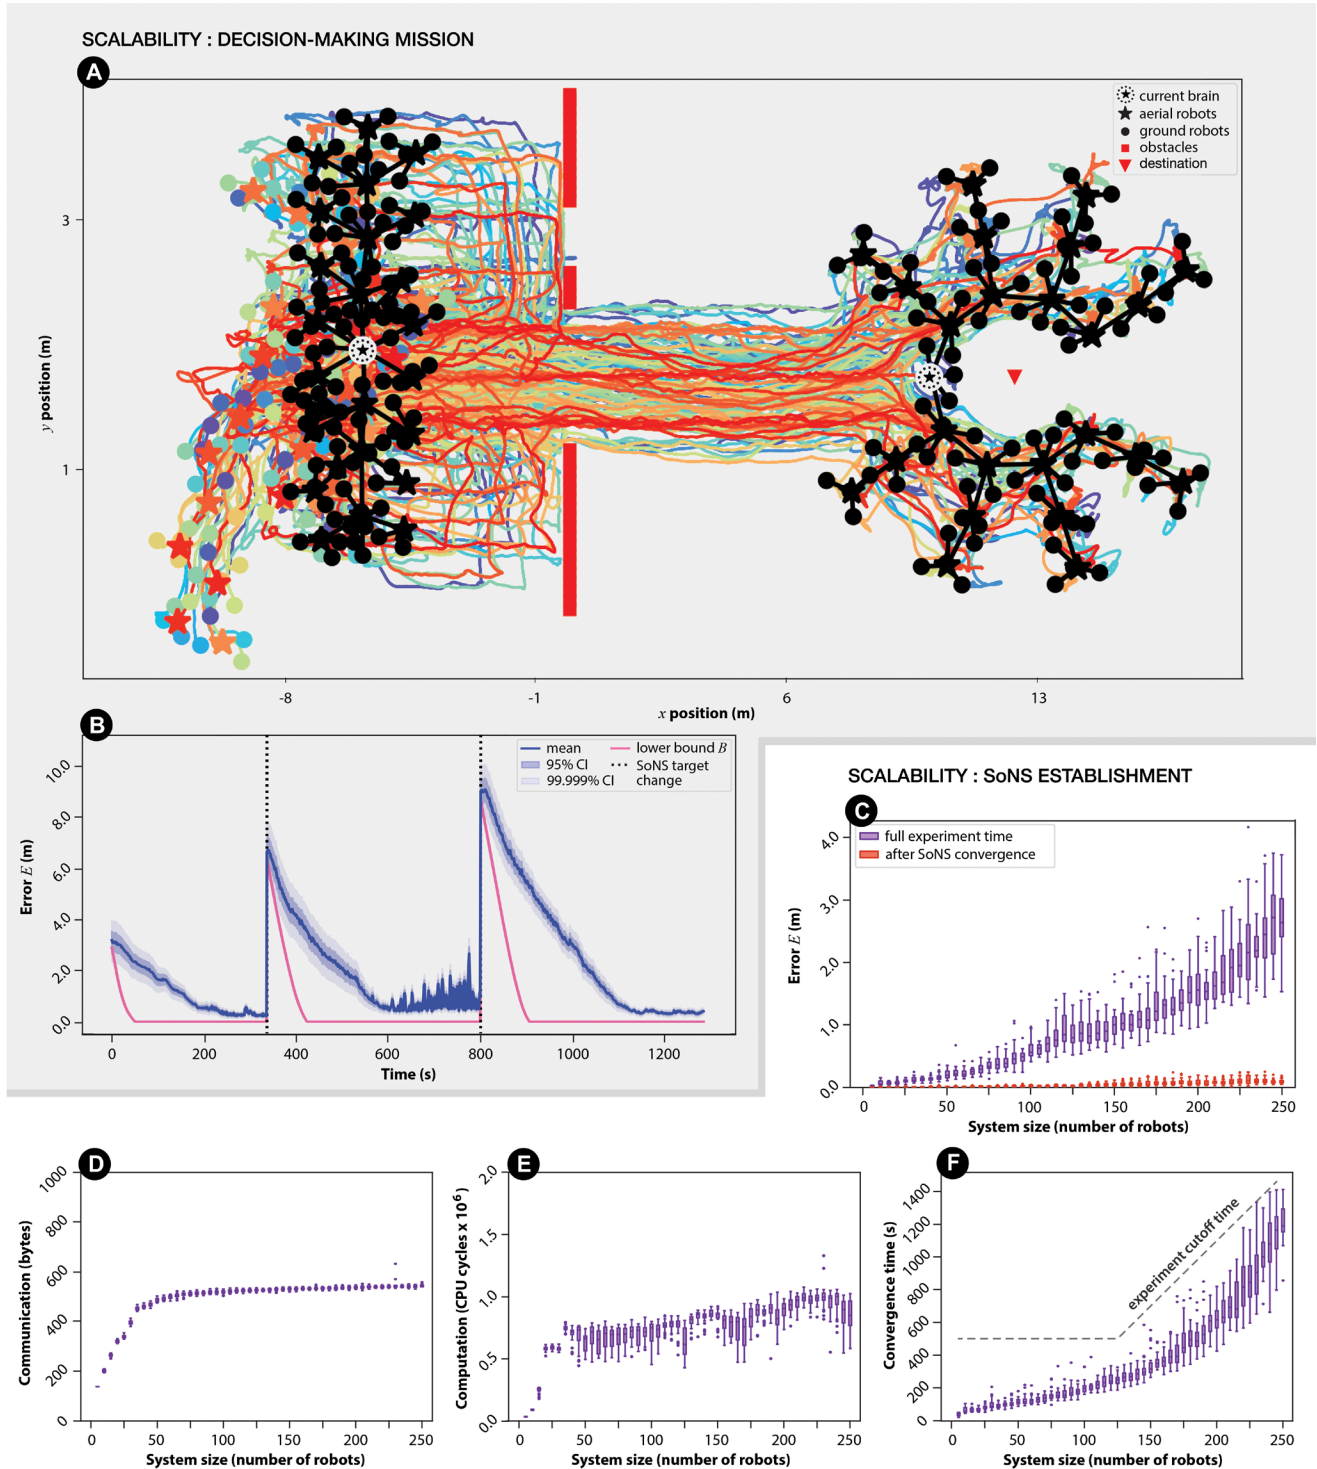 SCALABILITY : DECISION-MAKING MISSION
A
current brain
aerial robots
ground robots
obstacles
destination
3
1
y position (m)
-8 -1 6 13
x position (m)
B
mean
95% CI
99.999% CI
lower bound B
SoNS target
change
10.0
8.0
6.0
4.0
2.0
0.0
Error E (m)
0 200 400 600 800 1000 1200
Time (s)
SCALABILITY : SoNS ESTABLISHMENT
C
full experiment time
after SoNS convergence
4.0
3.0
2.0
1.0
0.0
Error E (m)
0 50 100 150 200 250
System size (number of robots)
D
1000
800
600
400
200
0
Communication (bytes)
0 50 100 150 200 250
System size (number of robots)
E
2.0
1.5
1.0
0.5
0.0
Computation (CPU cycles x 10⁶)
0 50 100 150 200 250
System size (number of robots)
F
1400
1200
1000
800
600
400
200
0
Convergence time (s)
experiment cutoff time
0 50 100 150 200 250
System size (number of robots)